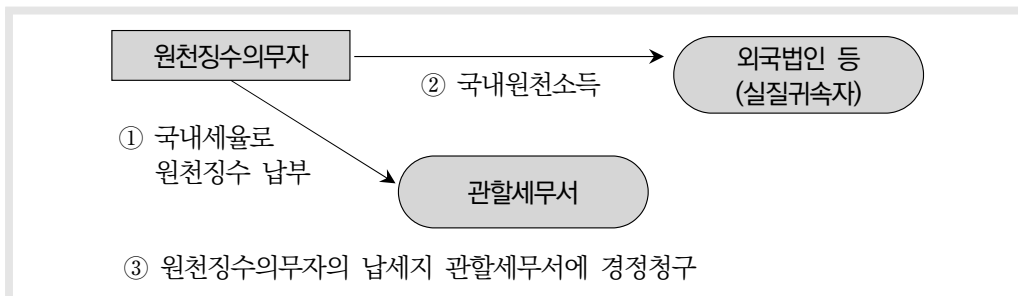 원천징수의무자
외국법인 등
(실질귀속자)
② 국내원천소득
① 국내세율로
원천징수 납부
관할세무서
③ 원천징수의무자의 납세지 관할세무서에 경정청구